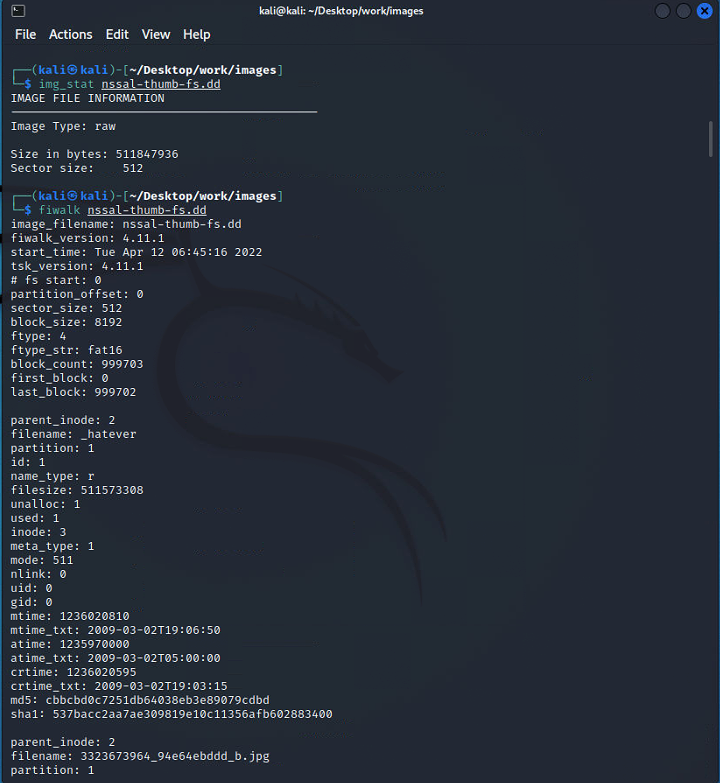 kali@kali: ~/Desktop/work/images
File Actions Edit View Help
┌──(kali㉿kali)-[~/Desktop/work/images]
└─$ img_stat nssal-thumb-fs.dd
IMAGE FILE INFORMATION
--------------------------------------------
Image Type: raw
Size in bytes: 511847936
Sector size:    512
┌──(kali㉿kali)-[~/Desktop/work/images]
└─$ fiwalk nssal-thumb-fs.dd
image_filename: nssal-thumb-fs.dd
fiwalk_version: 4.11.1
start_time: Tue Apr 12 06:45:16 2022
tsk_version: 4.11.1
# fs start: 0
partition_offset: 0
sector_size: 512
block_size: 8192
ftype: 4
ftype_str: fat16
block_count: 999703
first_block: 0
last_block: 999702
parent_inode: 2
filename: _hatever
partition: 1
id: 1
name_type: r
filesize: 511573308
unalloc: 1
used: 1
inode: 3
meta_type: 1
mode: 511
nlink: 0
uid: 0
gid: 0
mtime: 1236020810
mtime_txt: 2009-03-02T19:06:50
atime: 1235970000
atime_txt: 2009-03-02T05:00:00
crtime: 1236020595
crtime_txt: 2009-03-02T19:03:15
md5: cbbcbd0c7251db64038eb3e89079cdbd
sha1: 537bacc2aa7ae309819e10c11356afb602883400
parent_inode: 2
filename: 3323673964_94e64ebddd_b.jpg
partition: 1